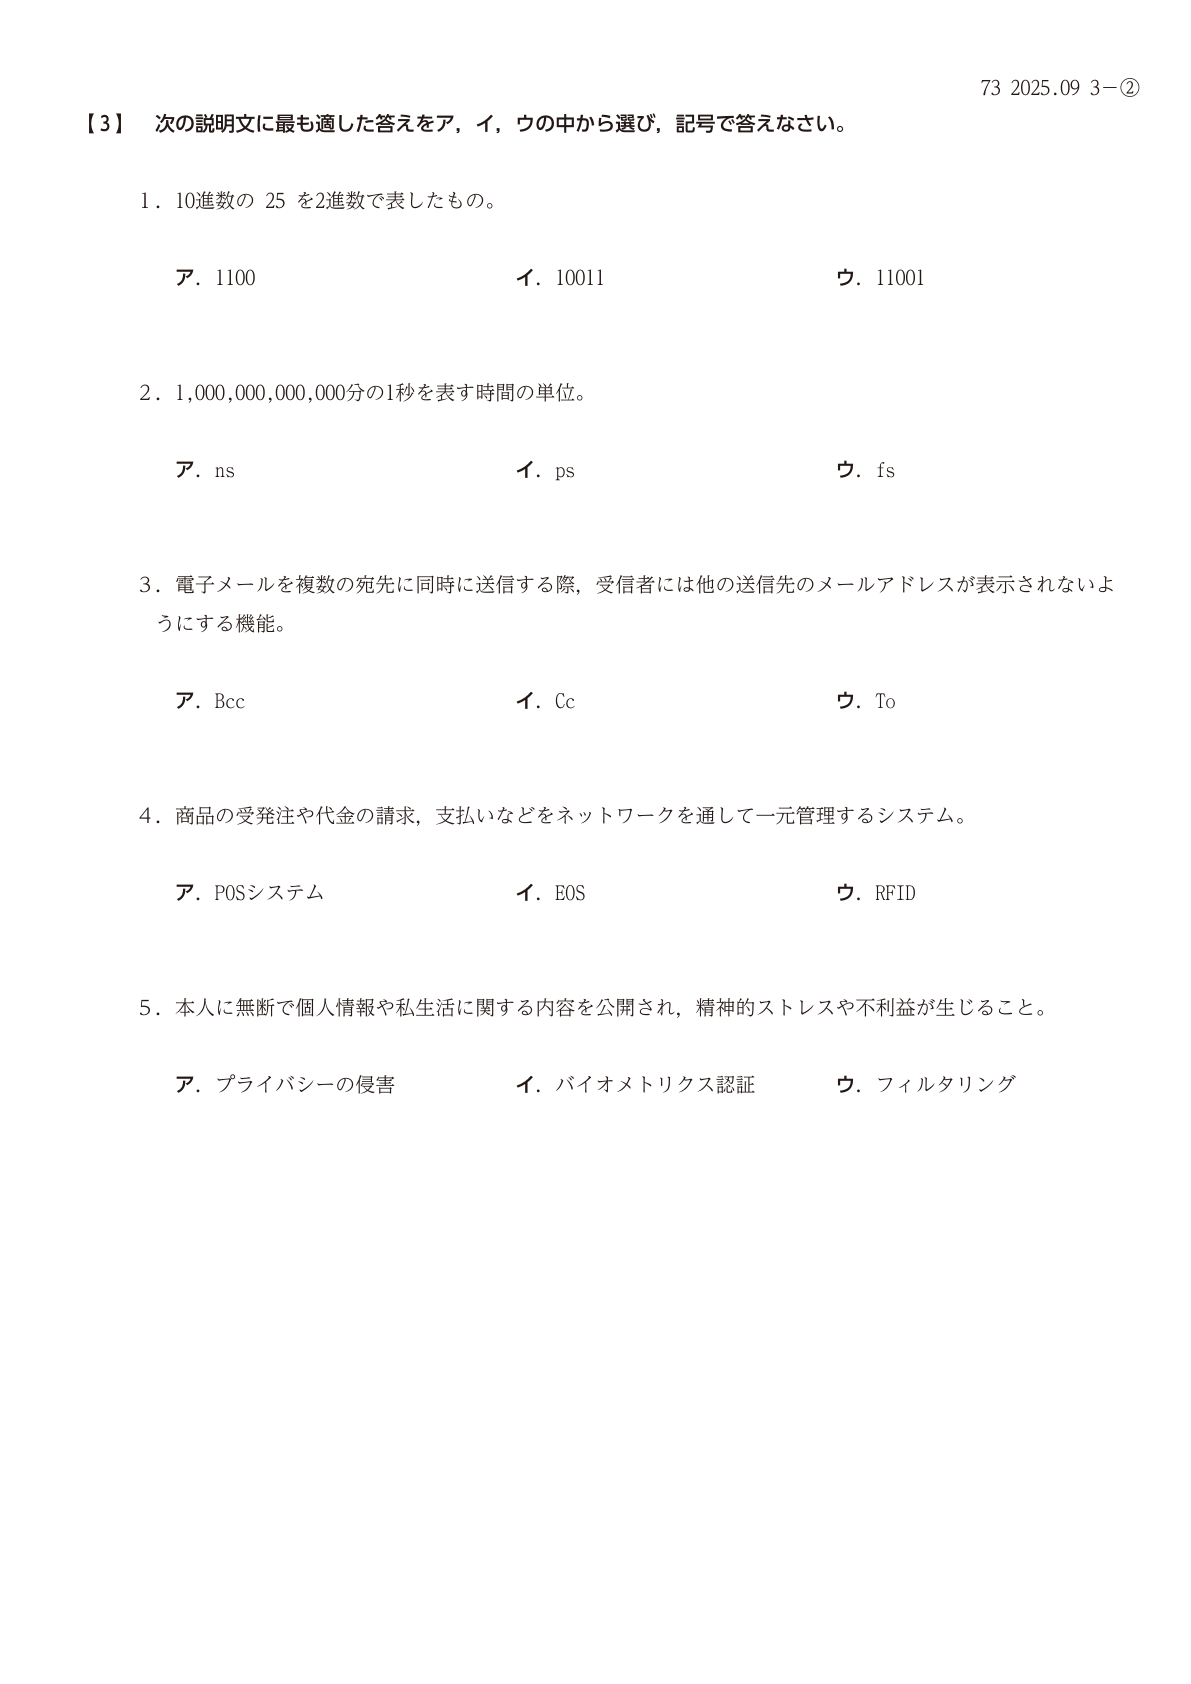 73 2025.09 3－②
【3】　次の説明文に最も適した答えをア，イ，ウの中から選び，記号で答えなさい。
１．10進数の 25 を2進数で表したもの。
ア．1100　イ．10011　ウ．11001
２．1,000,000,000,000分の1秒を表す時間の単位。
ア．ns　イ．ps　ウ．fs
３．電子メールを複数の宛先に同時に送信する際，受信者には他の送信先のメールアドレスが表示されないよ
うにする機能。
ア．Bcc　イ．Cc　ウ．To
４．商品の受発注や代金の請求，支払いなどをネットワークを通して一元管理するシステム。
ア．POSシステム　イ．EOS　ウ．RFID
５．本人に無断で個人情報や私生活に関する内容を公開され，精神的ストレスや不利益が生じること。
ア．プライバシーの侵害　イ．バイオメトリクス認証　ウ．フィルタリング